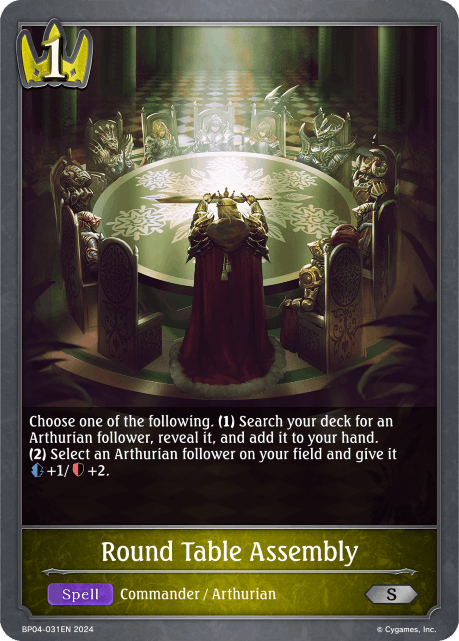 1
Choose one of the following. (1) Search your deck for an
Arthurian follower, reveal it, and add it to your hand.
(2) Select an Arthurian follower on your field and give it
+1/ +2.
Round Table Assembly
Spell Commander / Arthurian S
BP04-031EN 2024 © Cygames, Inc.